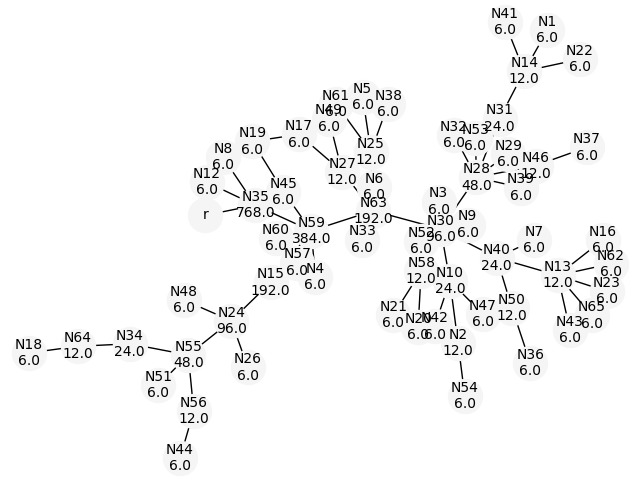 N41
6.0
N1
6.0
N22
6.0
N14
12.0
N31
24.0
N61
6.0
N5
6.0
N38
6.0
N49
6.0
N17
6.0
N19
6.0
N32
6.0
N53
6.0
N29
6.0
N46
12.0
N37
6.0
N39
6.0
N28
48.0
N25
12.0
N27
12.0
N6
6.0
N8
6.0
N12
6.0
N45
6.0
r
N35
768.0
N63
192.0
N3
6.0
N9
6.0
N30
96.0
N59
384.0
N60
6.0
N33
6.0
N52
6.0
N7
6.0
N16
6.0
N57
6.0
N4
6.0
N58
12.0
N10
24.0
N40
24.0
N13
12.0
N62
6.0
N23
6.0
N15
192.0
N48
6.0
N24
96.0
N21
6.0
N20
6.0
N42
6.0
N47
6.0
N50
12.0
N65
6.0
N43
6.0
N18
6.0
N64
12.0
N34
24.0
N55
48.0
N26
6.0
N2
12.0
N36
6.0
N51
6.0
N56
12.0
N54
6.0
N44
6.0